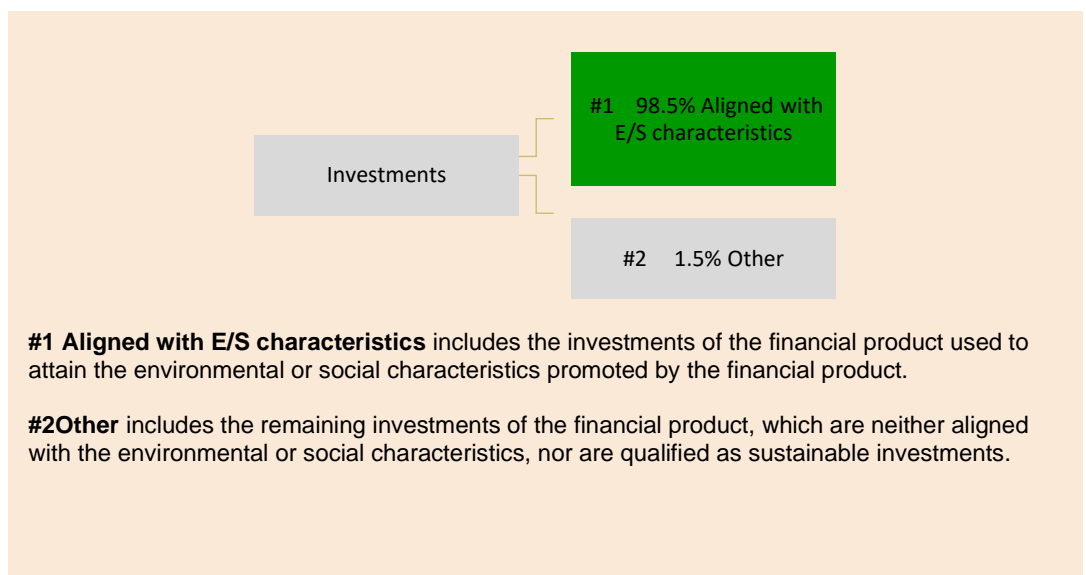 #1 98.5% Aligned with
E/S characteristics
Investments
#2 1.5% Other
#1 Aligned with E/S characteristics includes the investments of the financial product used to
attain the environmental or social characteristics promoted by the financial product.
#2Other includes the remaining investments of the financial product, which are neither aligned
with the environmental or social characteristics, nor are qualified as sustainable investments.